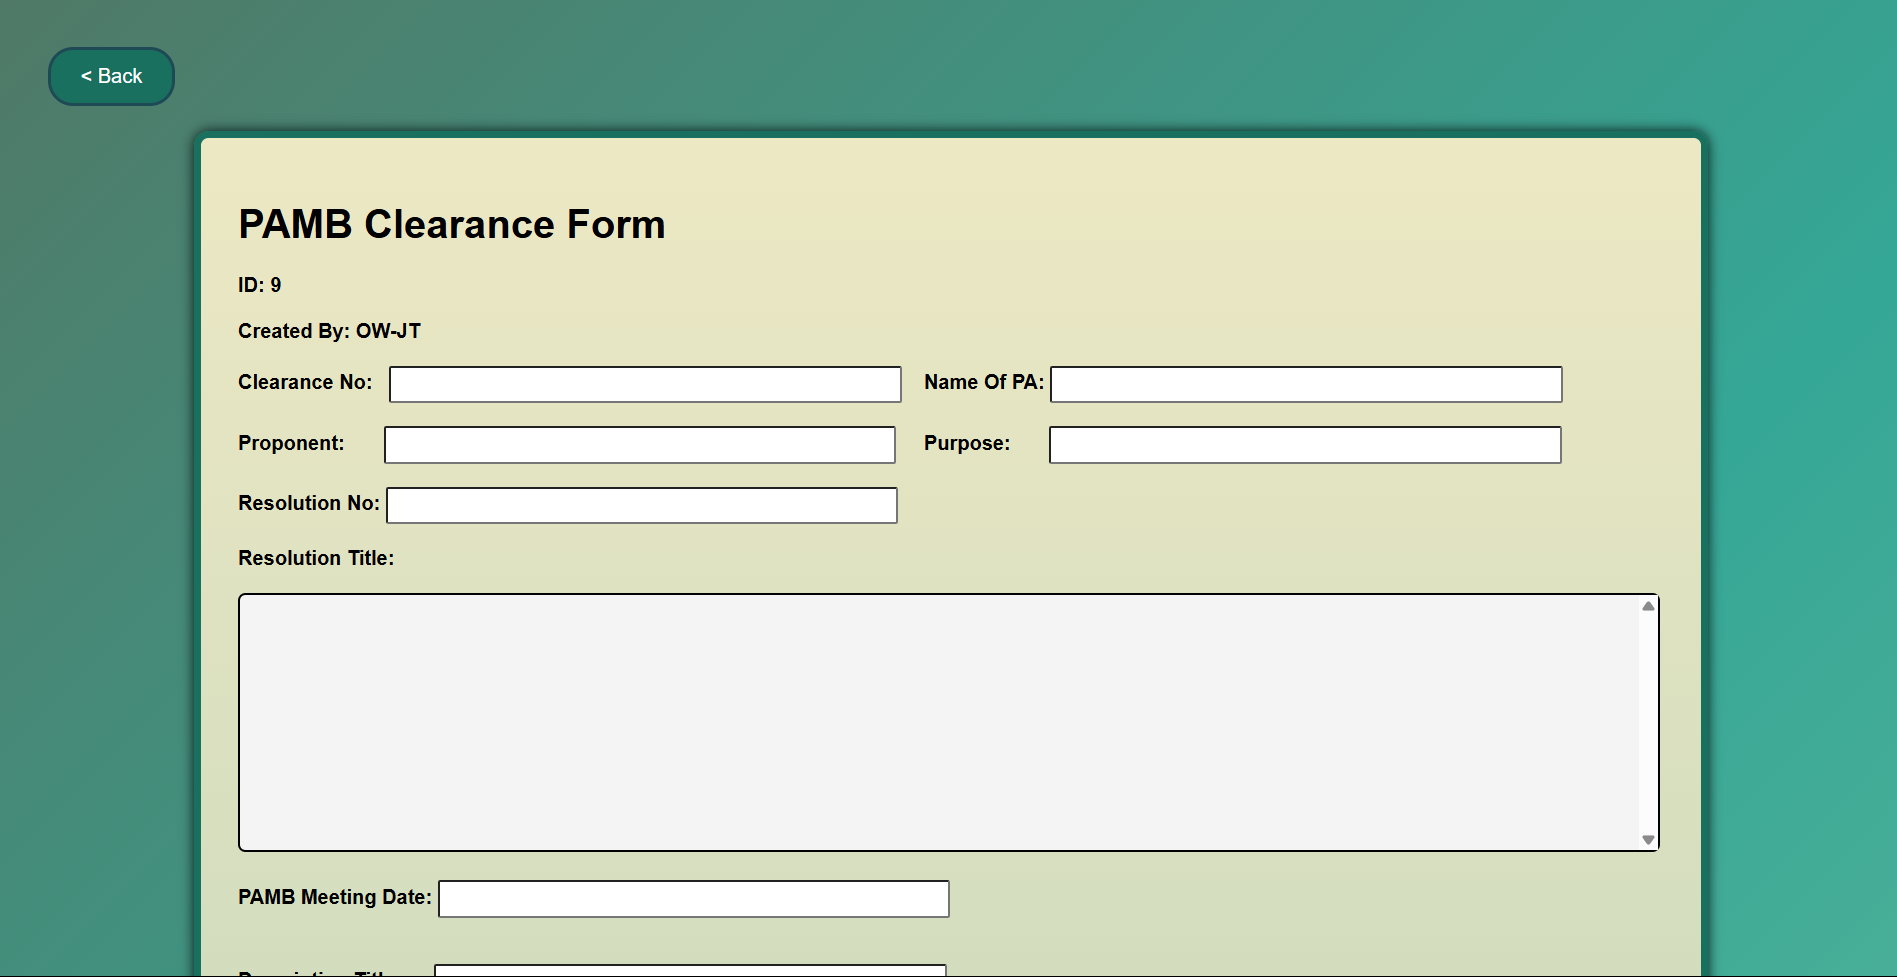 < Back
PAMB Clearance Form
ID: 9
Created By: OW-JT
Clearance No: Name Of PA:
Proponent: Purpose:
Resolution No:
Resolution Title:
PAMB Meeting Date: